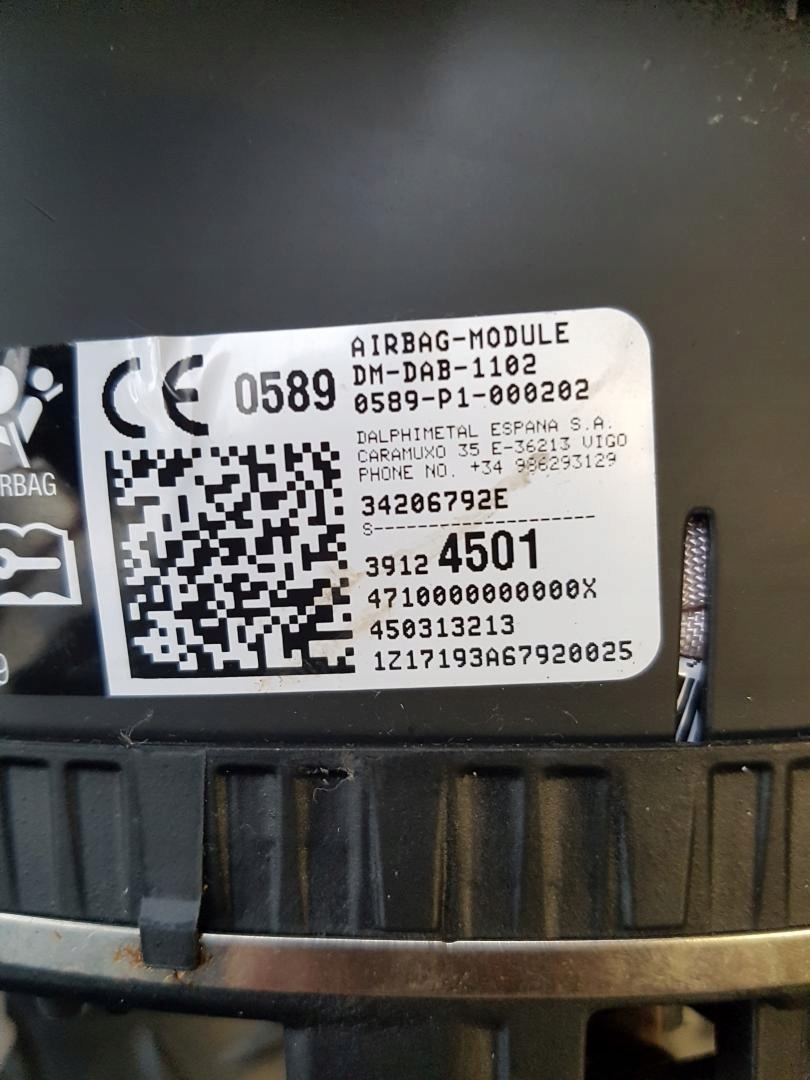 CE 0589
AIRBAG-MODULE
DM-DAB-1102
0589-P1-000202
DALPHIMETAL ESPANA S.A.
CARAMUXO 35 E-36213 VIGO
PHONE NO. +34 986293129
34206792E
S--------------------
3912 4501
4710000000000X
450313213
1Z17193A67920025
RBAG
9